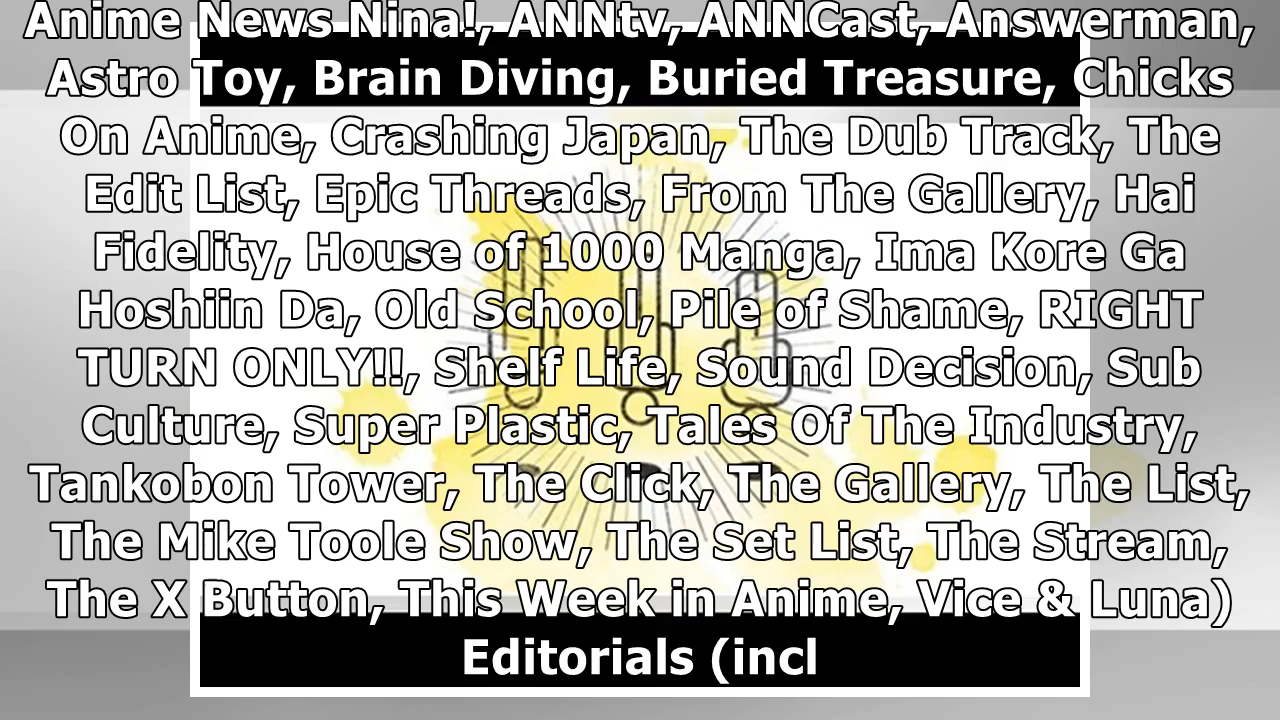 Anime News Nina!, ANNtv, ANNCast, Answerman,
Astro Toy, Brain Diving, Buried Treasure, Chicks
On Anime, Crashing Japan, The Dub Track, The
Edit List, Epic Threads, From The Gallery, Hai
Fidelity, House of 1000 Manga, Ima Kore Ga
Hoshiin Da, Old School, Pile of Shame, RIGHT
TURN ONLY!!, Shelf Life, Sound Decision, Sub
Culture, Super Plastic, Tales Of The Industry,
Tankobon Tower, The Click, The Gallery, The List,
The Mike Toole Show, The Set List, The Stream,
The X Button, This Week in Anime, Vice & Luna)
Editorials (incl